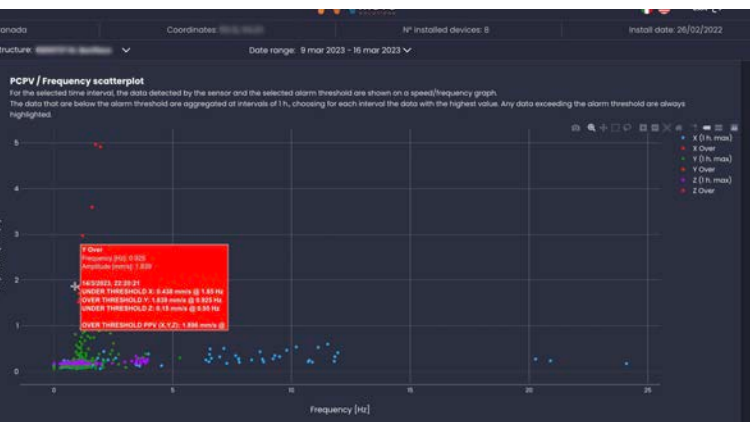 anada
Coordinates:
N° installed devices: 8
Install date: 26/02/2022
ructure:
Date range: 9 mar 2023 - 16 mar 2023
PCPV / Frequency scatterplot
For the selected time interval, the data detected by the sensor and the selected alarm threshold are shown on a speed/frequency graph.
The data that are below the alarm threshold are aggregated at intervals of 1 h., choosing for each interval the data with the highest value. Any data exceeding the alarm threshold are always
highlighted.
X (1 h. max)
X Over
Y (1 h. max)
Y Over
Z (1 h. max)
Z Over
5
4
3
2
1
0
Y Over
Frequency [Hz]: 0.925
Amplitude [mm/s]: 1.839
14/3/2023, 22:20:21
UNDER THRESHOLD X: 0.438 mm/s @ 1.65 Hz
OVER THRESHOLD Y: 1.839 mm/s @ 0.925 Hz
UNDER THRESHOLD Z: 0.15 mm/s @ 0.95 Hz
OVER THRESHOLD PPV (X,Y,Z): 1.896 mm/s @
0
5
10
15
20
25
Frequency [Hz]